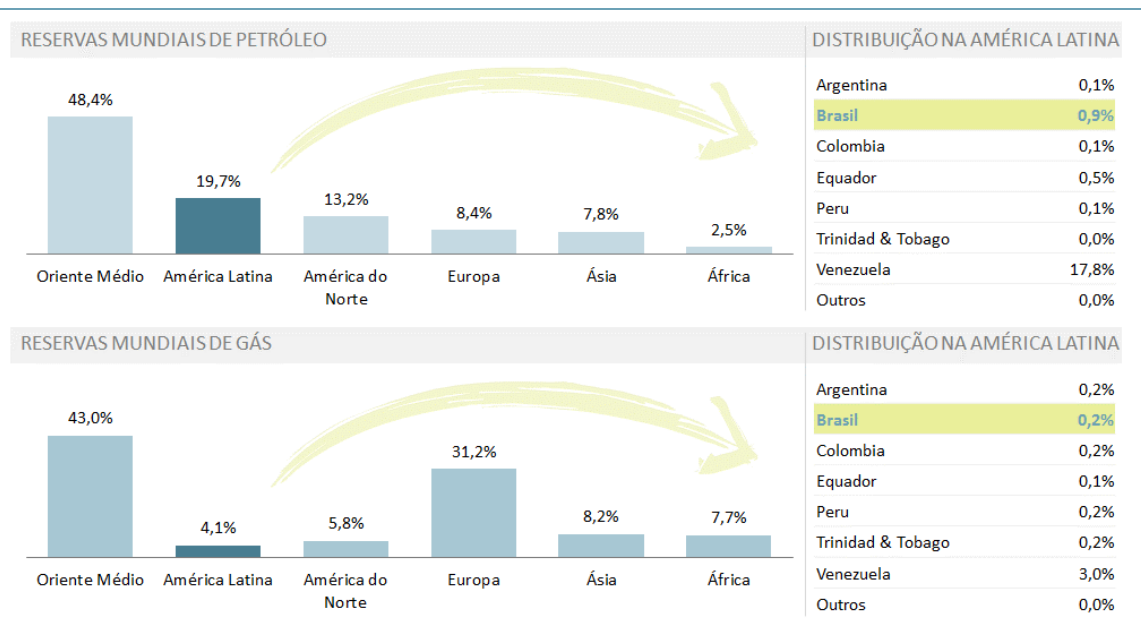 RESERVAS MUNDIAIS DE PETRÓLEO
48,4%
19,7%
13,2%
8,4%
7,8%
2,5%
Oriente Médio
América Latina
América do
Norte
Europa
Ásia
África
DISTRIBUIÇÃO NA AMÉRICA LATINA
Argentina 0,1%
Brasil 0,9%
Colombia 0,1%
Equador 0,5%
Peru 0,1%
Trinidad & Tobago 0,0%
Venezuela 17,8%
Outros 0,0%
RESERVAS MUNDIAIS DE GÁS
43,0%
4,1%
5,8%
31,2%
8,2%
7,7%
Oriente Médio
América Latina
América do
Norte
Europa
Ásia
África
DISTRIBUIÇÃO NA AMÉRICA LATINA
Argentina 0,2%
Brasil 0,2%
Colombia 0,2%
Equador 0,1%
Peru 0,2%
Trinidad & Tobago 0,2%
Venezuela 3,0%
Outros 0,0%